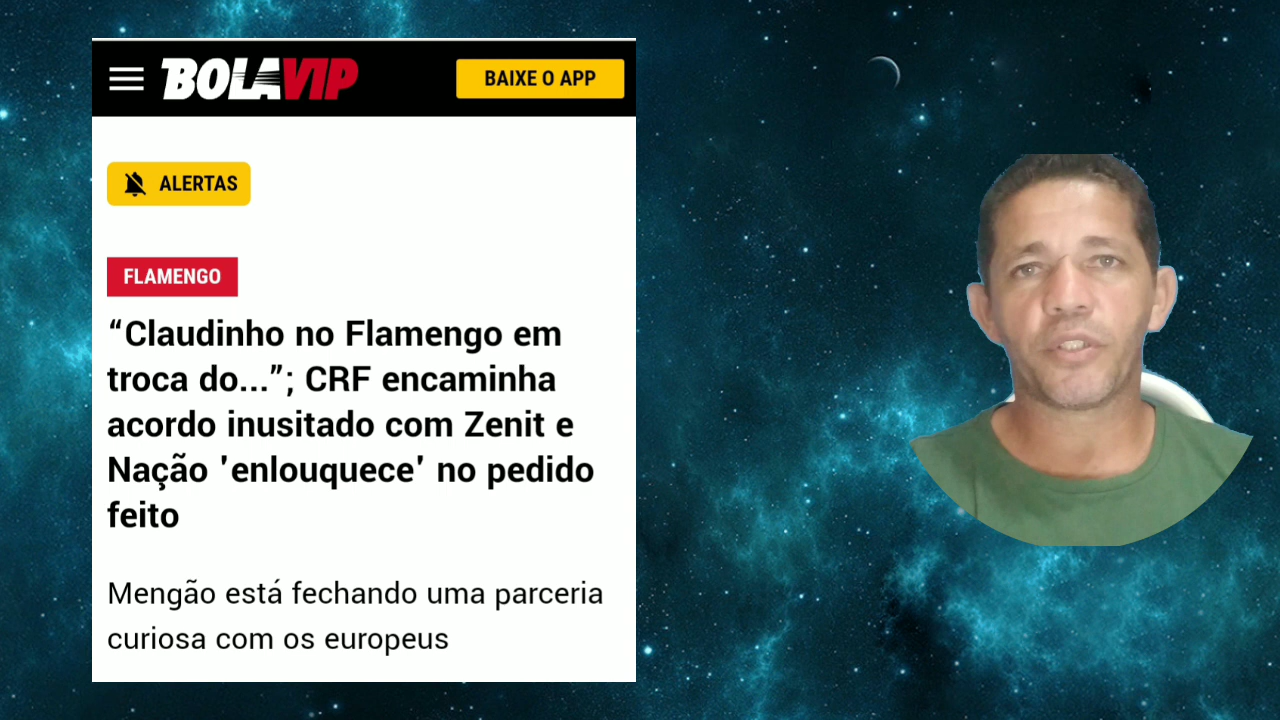 BOLAVIP
BAIXE O APP
ALERTAS
FLAMENGO
“Claudinho no Flamengo em
troca do...”; CRF encaminha
acordo inusitado com Zenit e
Nação 'enlouquece' no pedido
feito
Mengão está fechando uma parceria
curiosa com os europeus